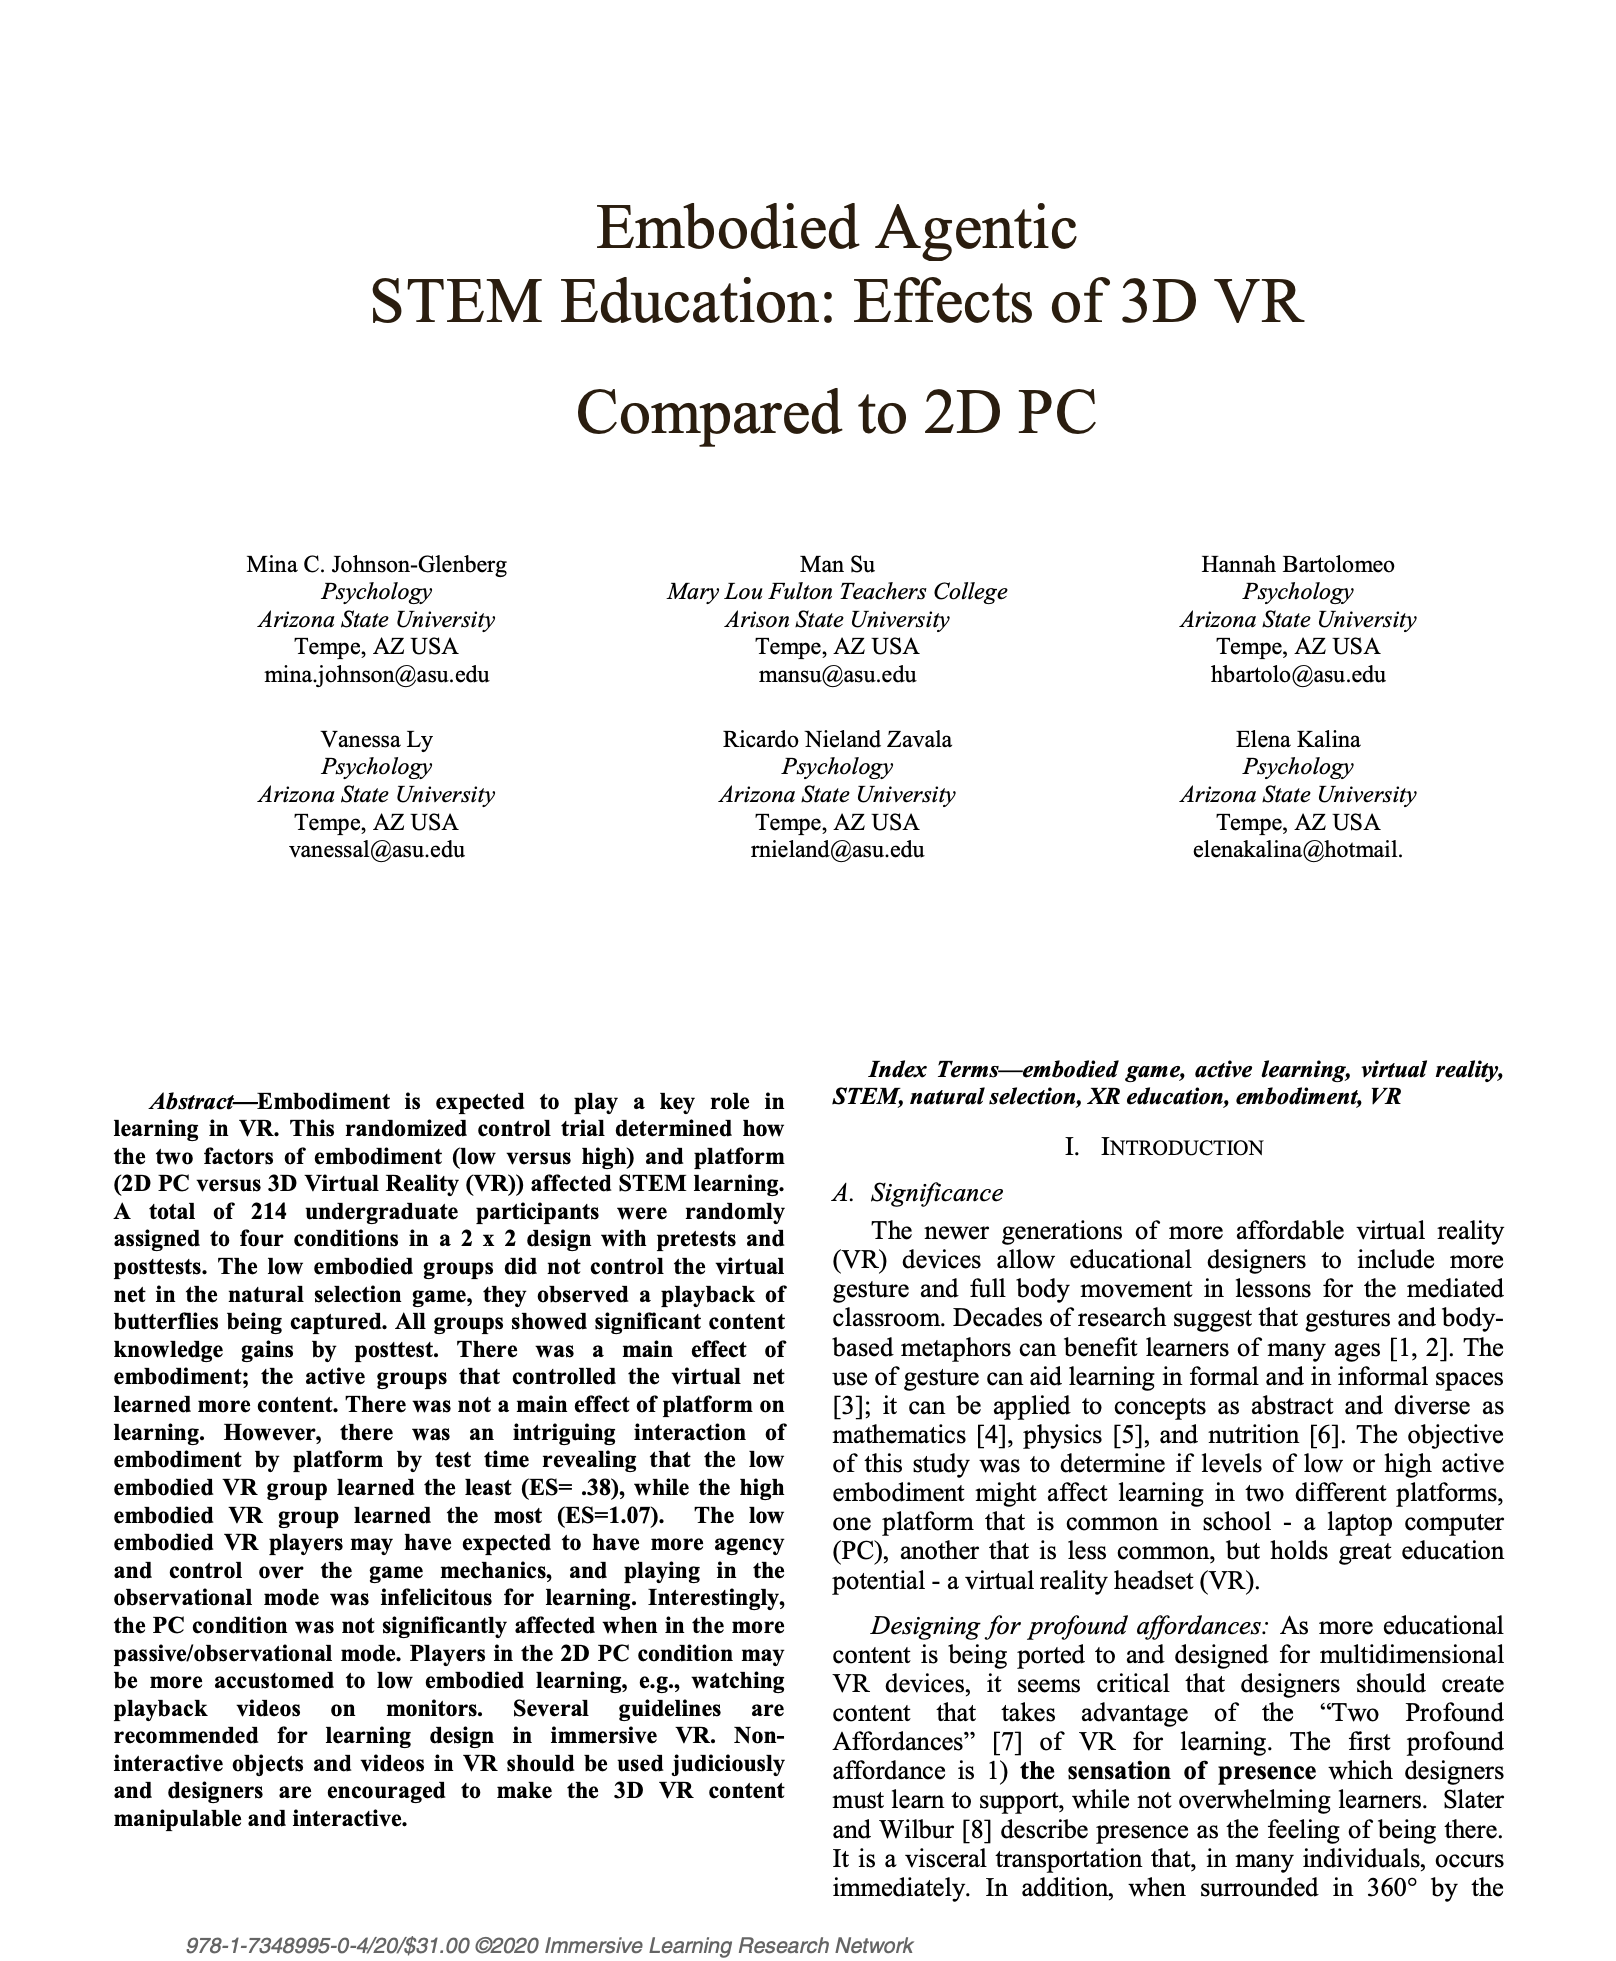 Embodied Agentic
STEM Education: Effects of 3D VR
Compared to 2D PC
Mina C. Johnson-Glenberg
Psychology
Arizona State University
Tempe, AZ USA
mina.johnson@asu.edu
Man Su
Mary Lou Fulton Teachers College
Arison State University
Tempe, AZ USA
mansu@asu.edu
Hannah Bartolomeo
Psychology
Arizona State University
Tempe, AZ USA
hbartolo@asu.edu
Vanessa Ly
Psychology
Arizona State University
Tempe, AZ USA
vanessal@asu.edu
Ricardo Nieland Zavala
Psychology
Arizona State University
Tempe, AZ USA
rnieland@asu.edu
Elena Kalina
Psychology
Arizona State University
Tempe, AZ USA
elenakalina@hotmail.
Abstract—Embodiment is expected to play a key role in
learning in VR. This randomized control trial determined how
the two factors of embodiment (low versus high) and platform
(2D PC versus 3D Virtual Reality (VR)) affected STEM learning.
A total of 214 undergraduate participants were randomly
assigned to four conditions in a 2 x 2 design with pretests and
posttests. The low embodied groups did not control the virtual
net in the natural selection game, they observed a playback of
butterflies being captured. All groups showed significant content
knowledge gains by posttest. There was a main effect of
embodiment; the active groups that controlled the virtual net
learned more content. There was not a main effect of platform on
learning. However, there was an intriguing interaction of
embodiment by platform by test time revealing that the low
embodied VR group learned the least (ES= .38), while the high
embodied VR group learned the most (ES=1.07). The low
embodied VR players may have expected to have more agency
and control over the game mechanics, and playing in the
observational mode was infelicitous for learning. Interestingly,
the PC condition was not significantly affected when in the more
passive/observational mode. Players in the 2D PC condition may
be more accustomed to low embodied learning, e.g., watching
playback videos on monitors. Several guidelines are
recommended for learning design in immersive VR. Non-
interactive objects and videos in VR should be used judiciously
and designers are encouraged to make the 3D VR content
manipulable and interactive.
Index Terms—embodied game, active learning, virtual reality,
STEM, natural selection, XR education, embodiment, VR
I. INTRODUCTION
A. Significance
The newer generations of more affordable virtual reality
(VR) devices allow educational designers to include more
gesture and full body movement in lessons for the mediated
classroom. Decades of research suggest that gestures and body-
based metaphors can benefit learners of many ages [1, 2]. The
use of gesture can aid learning in formal and in informal spaces
[3]; it can be applied to concepts as abstract and diverse as
mathematics [4], physics [5], and nutrition [6]. The objective
of this study was to determine if levels of low or high active
embodiment might affect learning in two different platforms,
one platform that is common in school - a laptop computer
(PC), another that is less common, but holds great education
potential - a virtual reality headset (VR).
Designing for profound affordances: As more educational
content is being ported to and designed for multidimensional
VR devices, it seems critical that designers should create
content that takes advantage of the “Two Profound
Affordances” [7] of VR for learning. The first profound
affordance is 1) the sensation of presence which designers
must learn to support, while not overwhelming learners. Slater
and Wilbur [8] describe presence as the feeling of being there.
It is a visceral transportation that, in many individuals, occurs
immediately. In addition, when surrounded in 360° by the
978-1-7348995-0-4/20/$31.00 ©2020 Immersive Learning Research Network